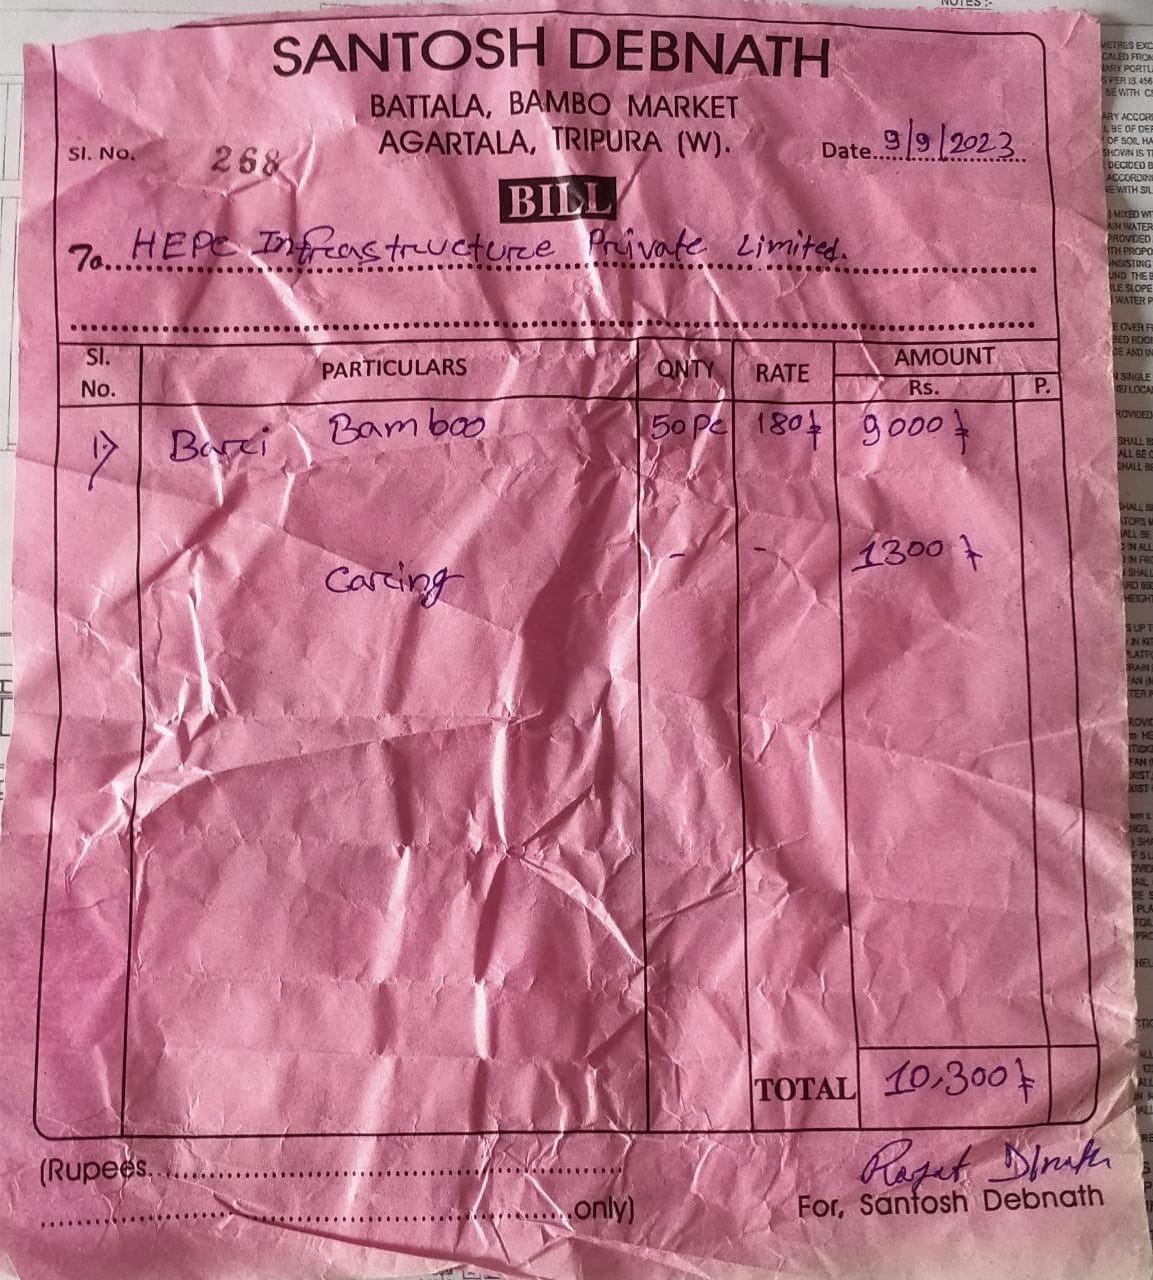 SANTOSH DEBNATH
BATTALA, BAMBO MARKET
AGARTALA, TRIPURA (W).
Sl. No. 268
Date 9/9/2023
BILL
To HEPC Infrastructure Private Limited.
Sl. No. PARTICULARS QNTY RATE AMOUNT
Rs. P.
1) Bari Bamboo 50 Pc 180/- 9000/-
Caring - - 1300/-
TOTAL 10,300/-
(Rupees
only)
For, Santosh Debnath
NOTES :-